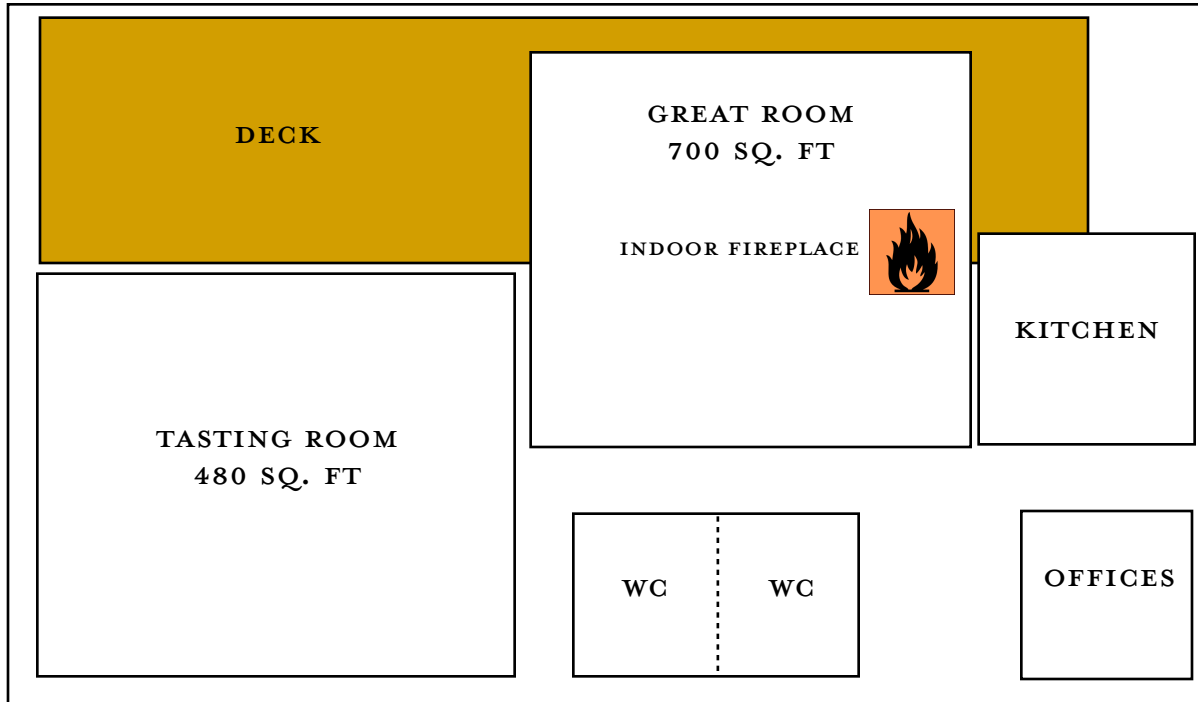 DECK
GREAT ROOM
700 SQ. FT
INDOOR FIREPLACE
KITCHEN
TASTING ROOM
480 SQ. FT
WC
WC
OFFICES